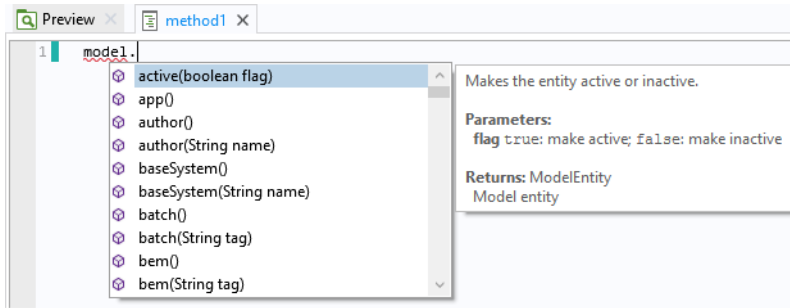 Preview
method1
1 model.
active(boolean flag)
app()
author()
author(String name)
baseSystem()
baseSystem(String name)
batch()
batch(String tag)
bem()
bem(String tag)
Makes the entity active or inactive.
Parameters:
flag true: make active; false: make inactive
Returns: ModelEntity
Model entity